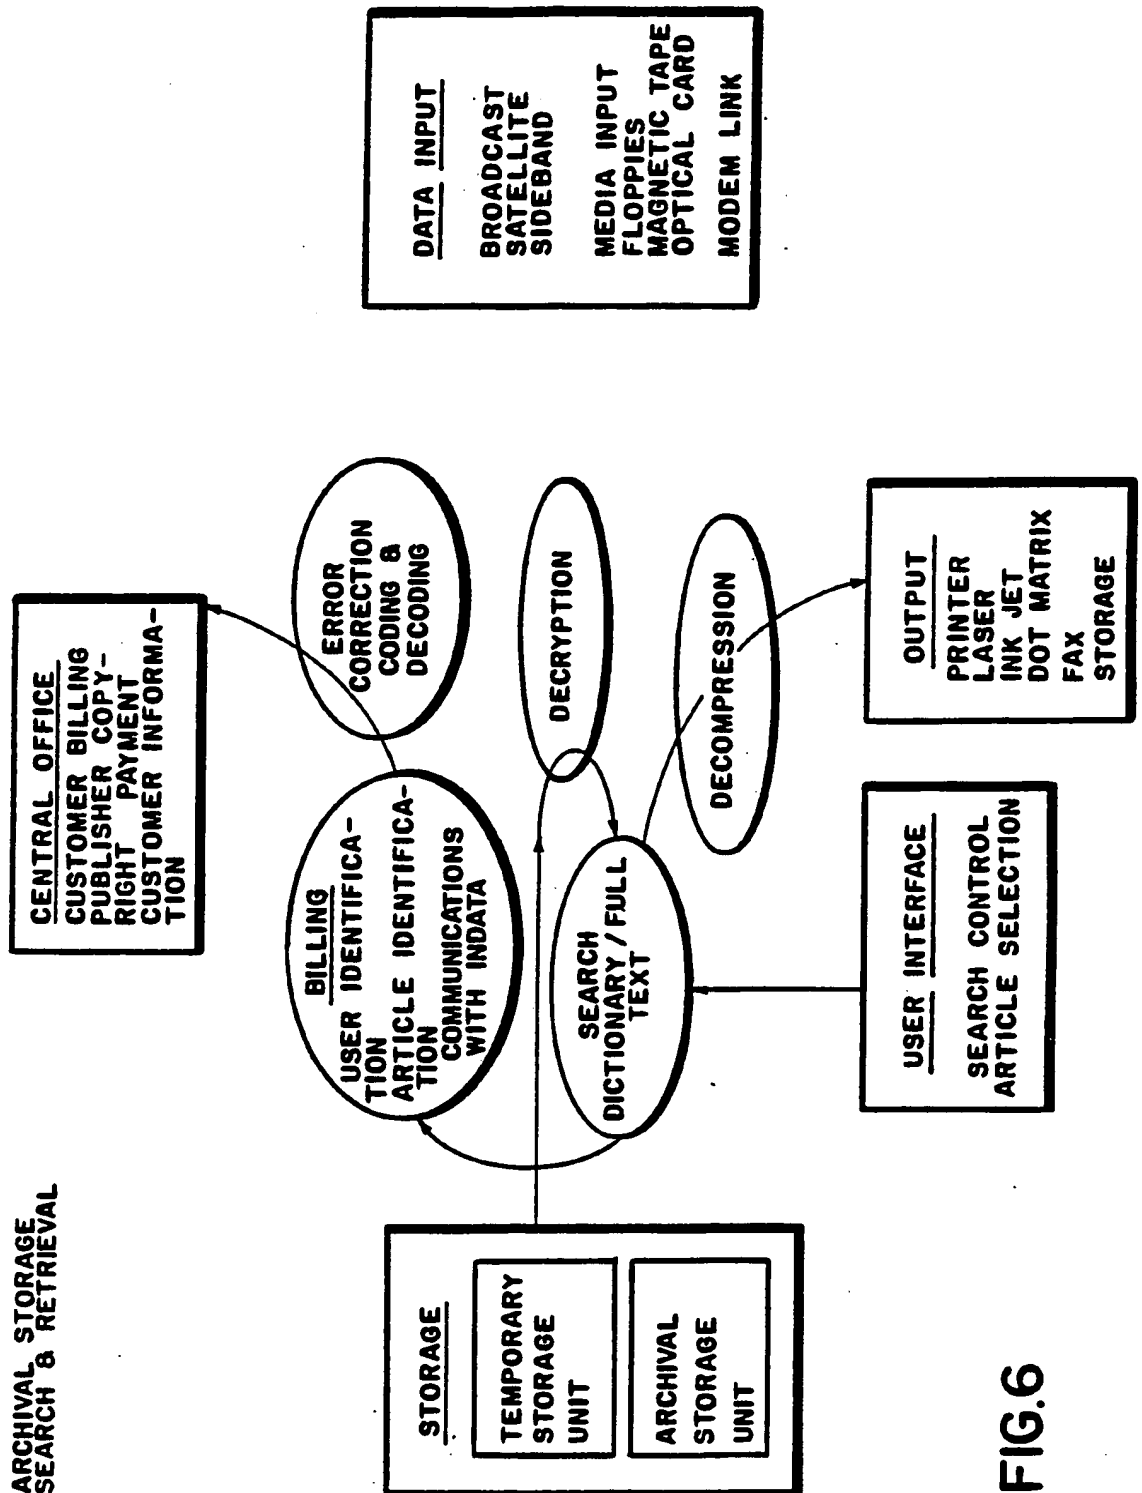 ARCHIVAL STORAGE
SEARCH & RETRIEVAL
CENTRAL OFFICE
CUSTOMER BILLING
PUBLISHER COPY-
RIGHT PAYMENT
CUSTOMER INFORMA-
TION
BILLING
USER IDENTIFICA-
TION
ARTICLE IDENTIFICA-
TION
COMMUNICATIONS
WITH INDATA
ERROR
CORRECTION
CODING &
DECODING
DATA INPUT
BROADCAST
SATELLITE
SIDEBAND
MEDIA INPUT
FLOPPIES
MAGNETIC TAPE
OPTICAL CARD
MODEM LINK
STORAGE
TEMPORARY
STORAGE
UNIT
ARCHIVAL
STORAGE
UNIT
SEARCH
DICTIONARY/FULL
TEXT
DECRYPTION
DECOMPRESSION
USER INTERFACE
SEARCH CONTROL
ARTICLE SELECTION
OUTPUT
PRINTER
LASER
INK JET
DOT MATRIX
FAX
STORAGE
FIG.6